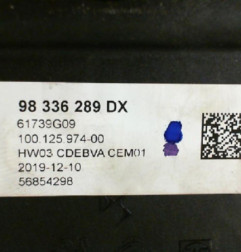 98 336 289 DX
61739G09
100.125.974-00
HW03 CDEBVA CEM01
2019-12-10
56854298